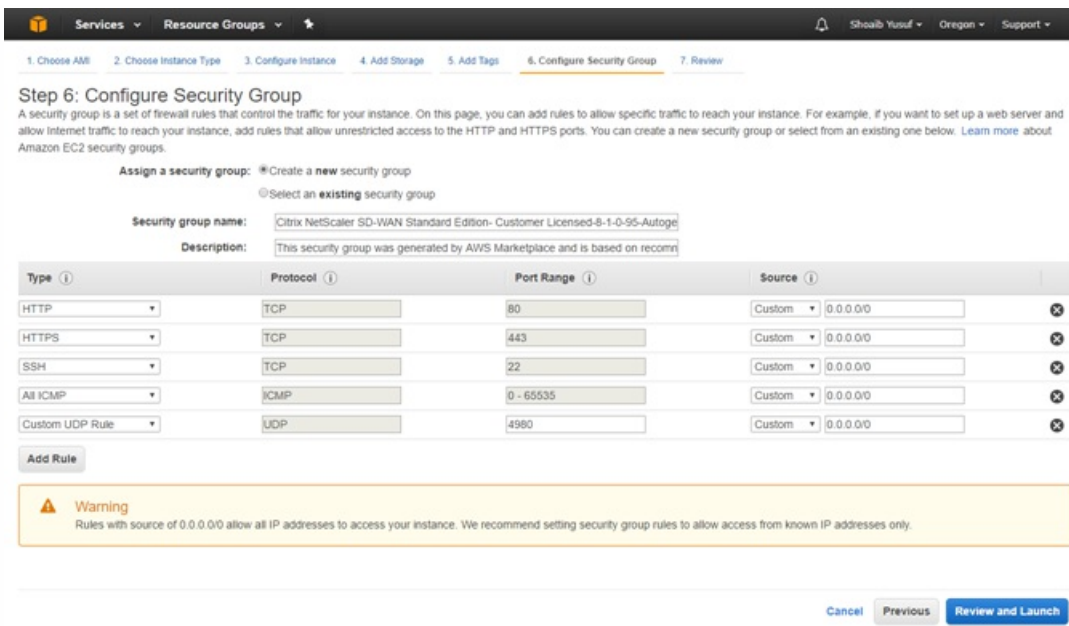 Services Resource Groups Shoaib Yusuf Oregon Support
1. Choose AMI 2. Choose Instance Type 3. Configure Instance 4. Add Storage 5. Add Tags 6. Configure Security Group 7. Review
Step 6: Configure Security Group
A security group is a set of firewall rules that control the traffic for your instance. On this page, you can add rules to allow specific traffic to reach your instance. For example, if you want to set up a web server and
allow Internet traffic to reach your instance, add rules that allow unrestricted access to the HTTP and HTTPS ports. You can create a new security group or select from an existing one below. Learn more about
Amazon EC2 security groups.
Assign a security group: Create a new security group
Select an existing security group
Security group name: Citrix NetScaler SD-WAN Standard Edition- Customer Licensed-8-1-0-95-Autoge
Description: This security group was generated by AWS Marketplace and is based on recomn
Type Protocol Port Range Source
HTTP TCP 80 Custom 0.0.0.0/0
HTTPS TCP 443 Custom 0.0.0.0/0
SSH TCP 22 Custom 0.0.0.0/0
All ICMP ICMP 0 - 65535 Custom 0.0.0.0/0
Custom UDP Rule UDP 4980 Custom 0.0.0.0/0
Add Rule
Warning
Rules with source of 0.0.0.0/0 allow all IP addresses to access your instance. We recommend setting security group rules to allow access from known IP addresses only.
Cancel Previous Review and Launch